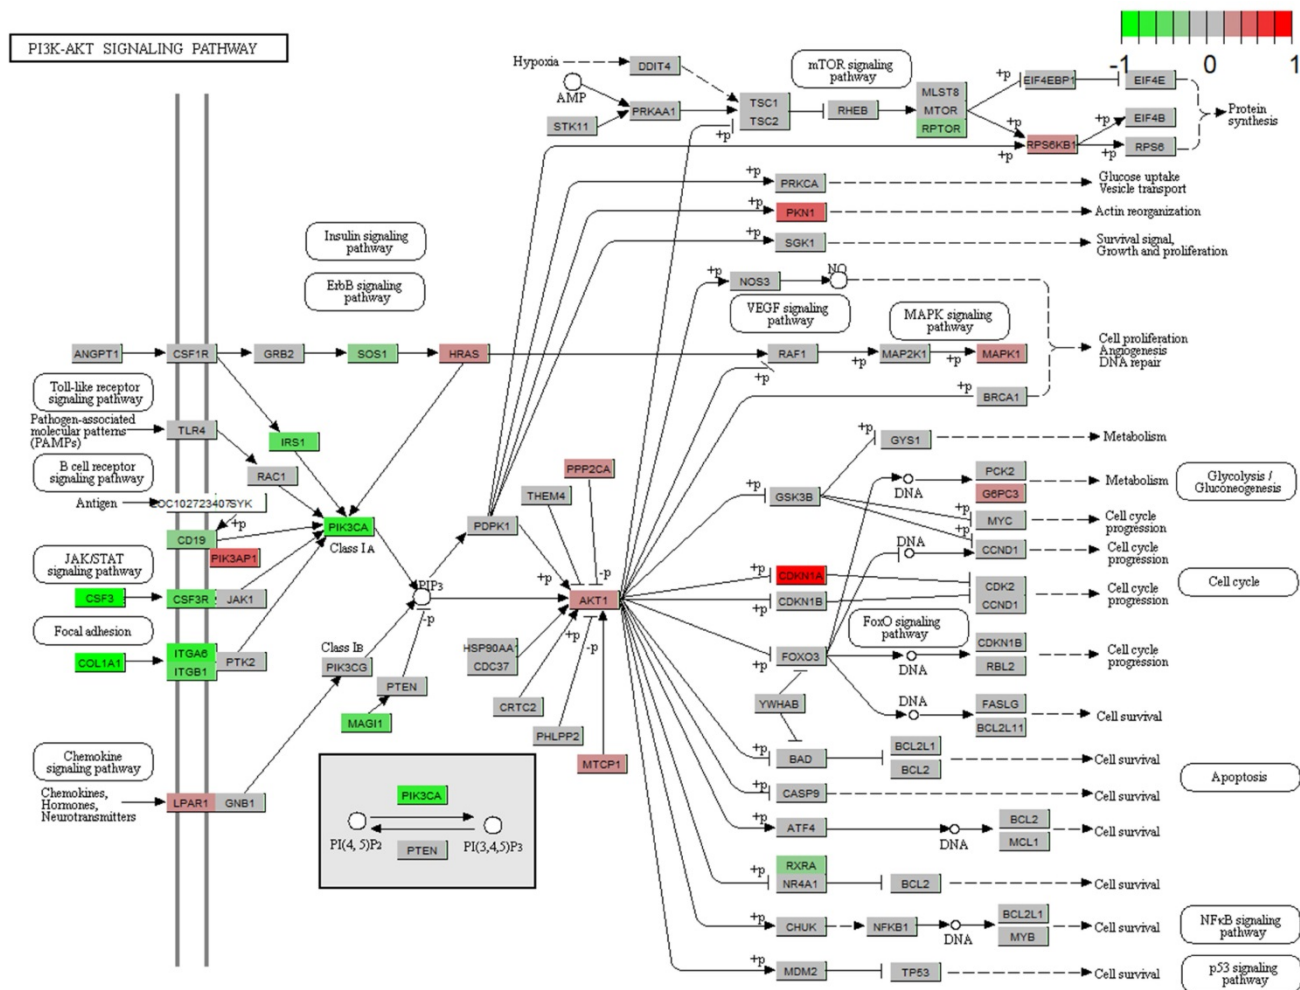 PI3K-AKT SIGNALING PATHWAY
-1 0 1
Hypoxia
DDIT4
AMP
STK11
PRKAA1
+p
TSC1
TSC2
RHEB
mTOR signaling
pathway
MLST8
MTOR
RPTOR
+p
EIF4EBP1
EIF4E
+p
RPS6KB1
+p
+p
EIF4B
+p
RPS6
Protein
synthesis
+p
PRKCA
Glucose uptake
Vesicle transport
+p
PKN1
Actin reorganization
+p
SGK1
Survival signal,
Growth and proliferation
Insulin signaling
pathway
ErbB signaling
pathway
+p
NOS3
NO
VEGF signaling
pathway
MAPK signaling
pathway
ANGPT1
CSF1R
GRB2
SOS1
HRAS
RAF1
+p
+p
MAP2K1
+p
MAPK1
+p
BRCA1
Cell proliferation
Angiogenesis
DNA repair
Toll-like receptor
signaling pathway
Pathogen-associated
molecular patterns
(PAMPs)
TLR4
IRS1
RAC1
B cell receptor
signaling pathway
Antigen
LOC102723407
SYK
+p
CD19
PIK3AP1
PIK3CA
Class IA
JAK/STAT
signaling pathway
CSF3
CSF3R
JAK1
Focal adhesion
COL1A1
ITGA6
ITGB1
PTK2
Chemokine
signaling pathway
Chemokines,
Hormones,
Neurotransmitters
LPAR1
GNB1
Class IB
PIK3CG
PTEN
MAGI1
PIP3
-p
PDPK1
THEM4
PPP2CA
+p
-p
AKT1
HSP90AA1
CDC37
+p
-p
CRTC2
PHLPP2
MTCP1
PIK3CA
PI(4, 5)P2
PI(3,4,5)P3
PTEN
+p
GSK3B
+p
GYS1
Metabolism
DNA
PCK2
G6PC3
Metabolism
Glycolysis /
Gluconeogenesis
+p
MYC
Cell cycle
progression
+p
DNA
CCND1
Cell cycle
progression
+p
CDKN1A
+p
CDKN1B
CDK2
CCND1
Cell cycle
progression
Cell cycle
FoxO signaling
pathway
+p
FOXO3
DNA
CDKN1B
RBL2
Cell cycle
progression
YWHAB
DNA
FASLG
BCL2L11
Cell survival
+p
BAD
BCL2L1
BCL2
Cell survival
Apoptosis
+p
CASP9
Cell survival
+p
ATF4
DNA
BCL2
MCL1
Cell survival
RXRA
+p
NR4A1
BCL2
Cell survival
+p
CHUK
NFKB1
DNA
BCL2L1
MYB
Cell survival
NFκB signaling
pathway
+p
MDM2
TP53
Cell survival
p53 signaling
pathway